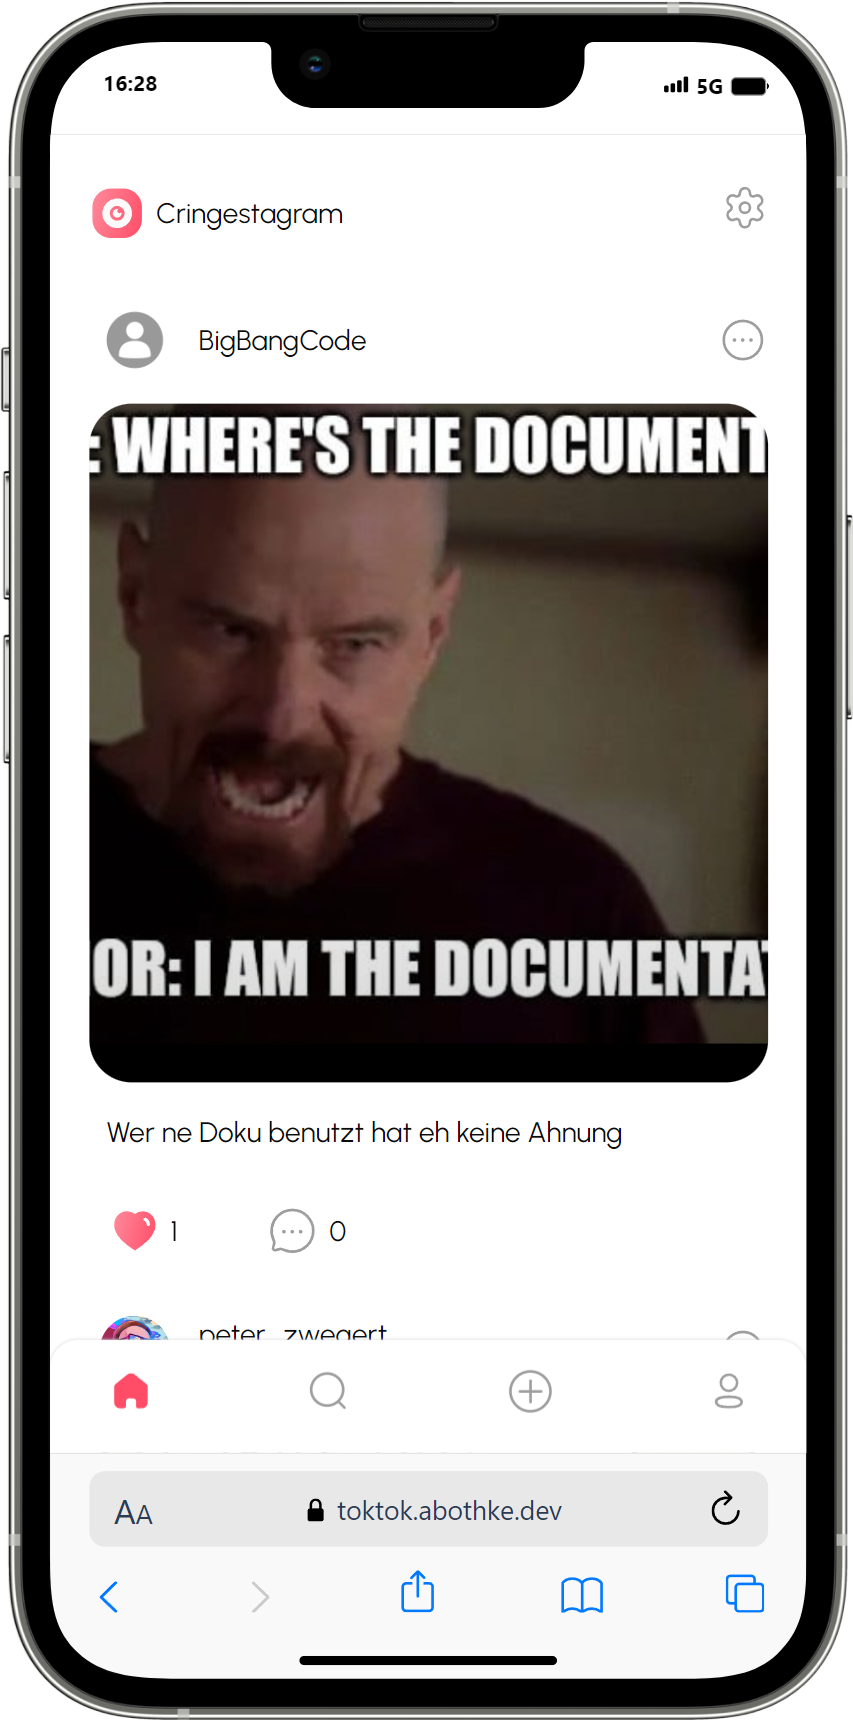 16:28
5G
Cringestagram
BigBangCode
: WHERE'S THE DOCUMENT
OR: I AM THE DOCUMENTA
Wer ne Doku benutzt hat eh keine Ahnung
1
0
peter_zwegert
AA
toktok.abothke.dev